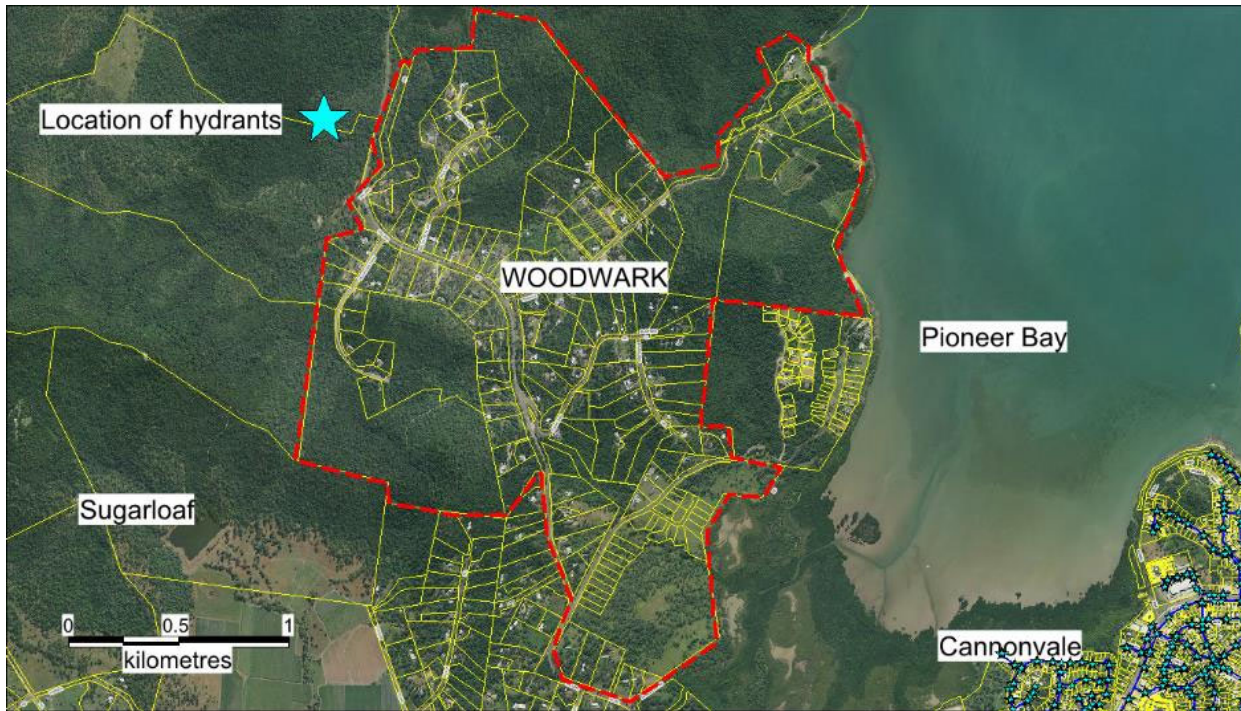 Location of hydrants
WOODWARK
Pioneer Bay
Sugarloaf
0 0.5 1
kilometres
Cannonvale